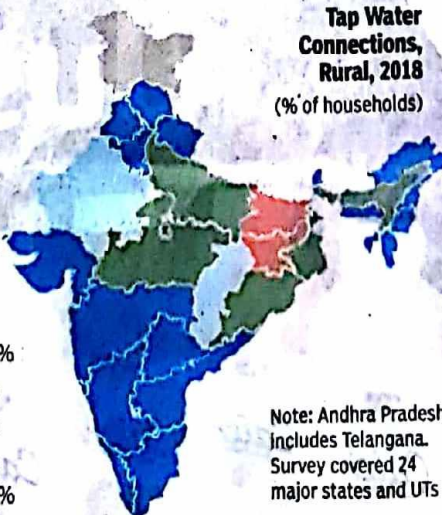 Tap Water
Connections,
Rural, 2018
(% of households)
%
Note: Andhra Pradesh
includes Telangana.
Survey covered 24
major states and UTs
%